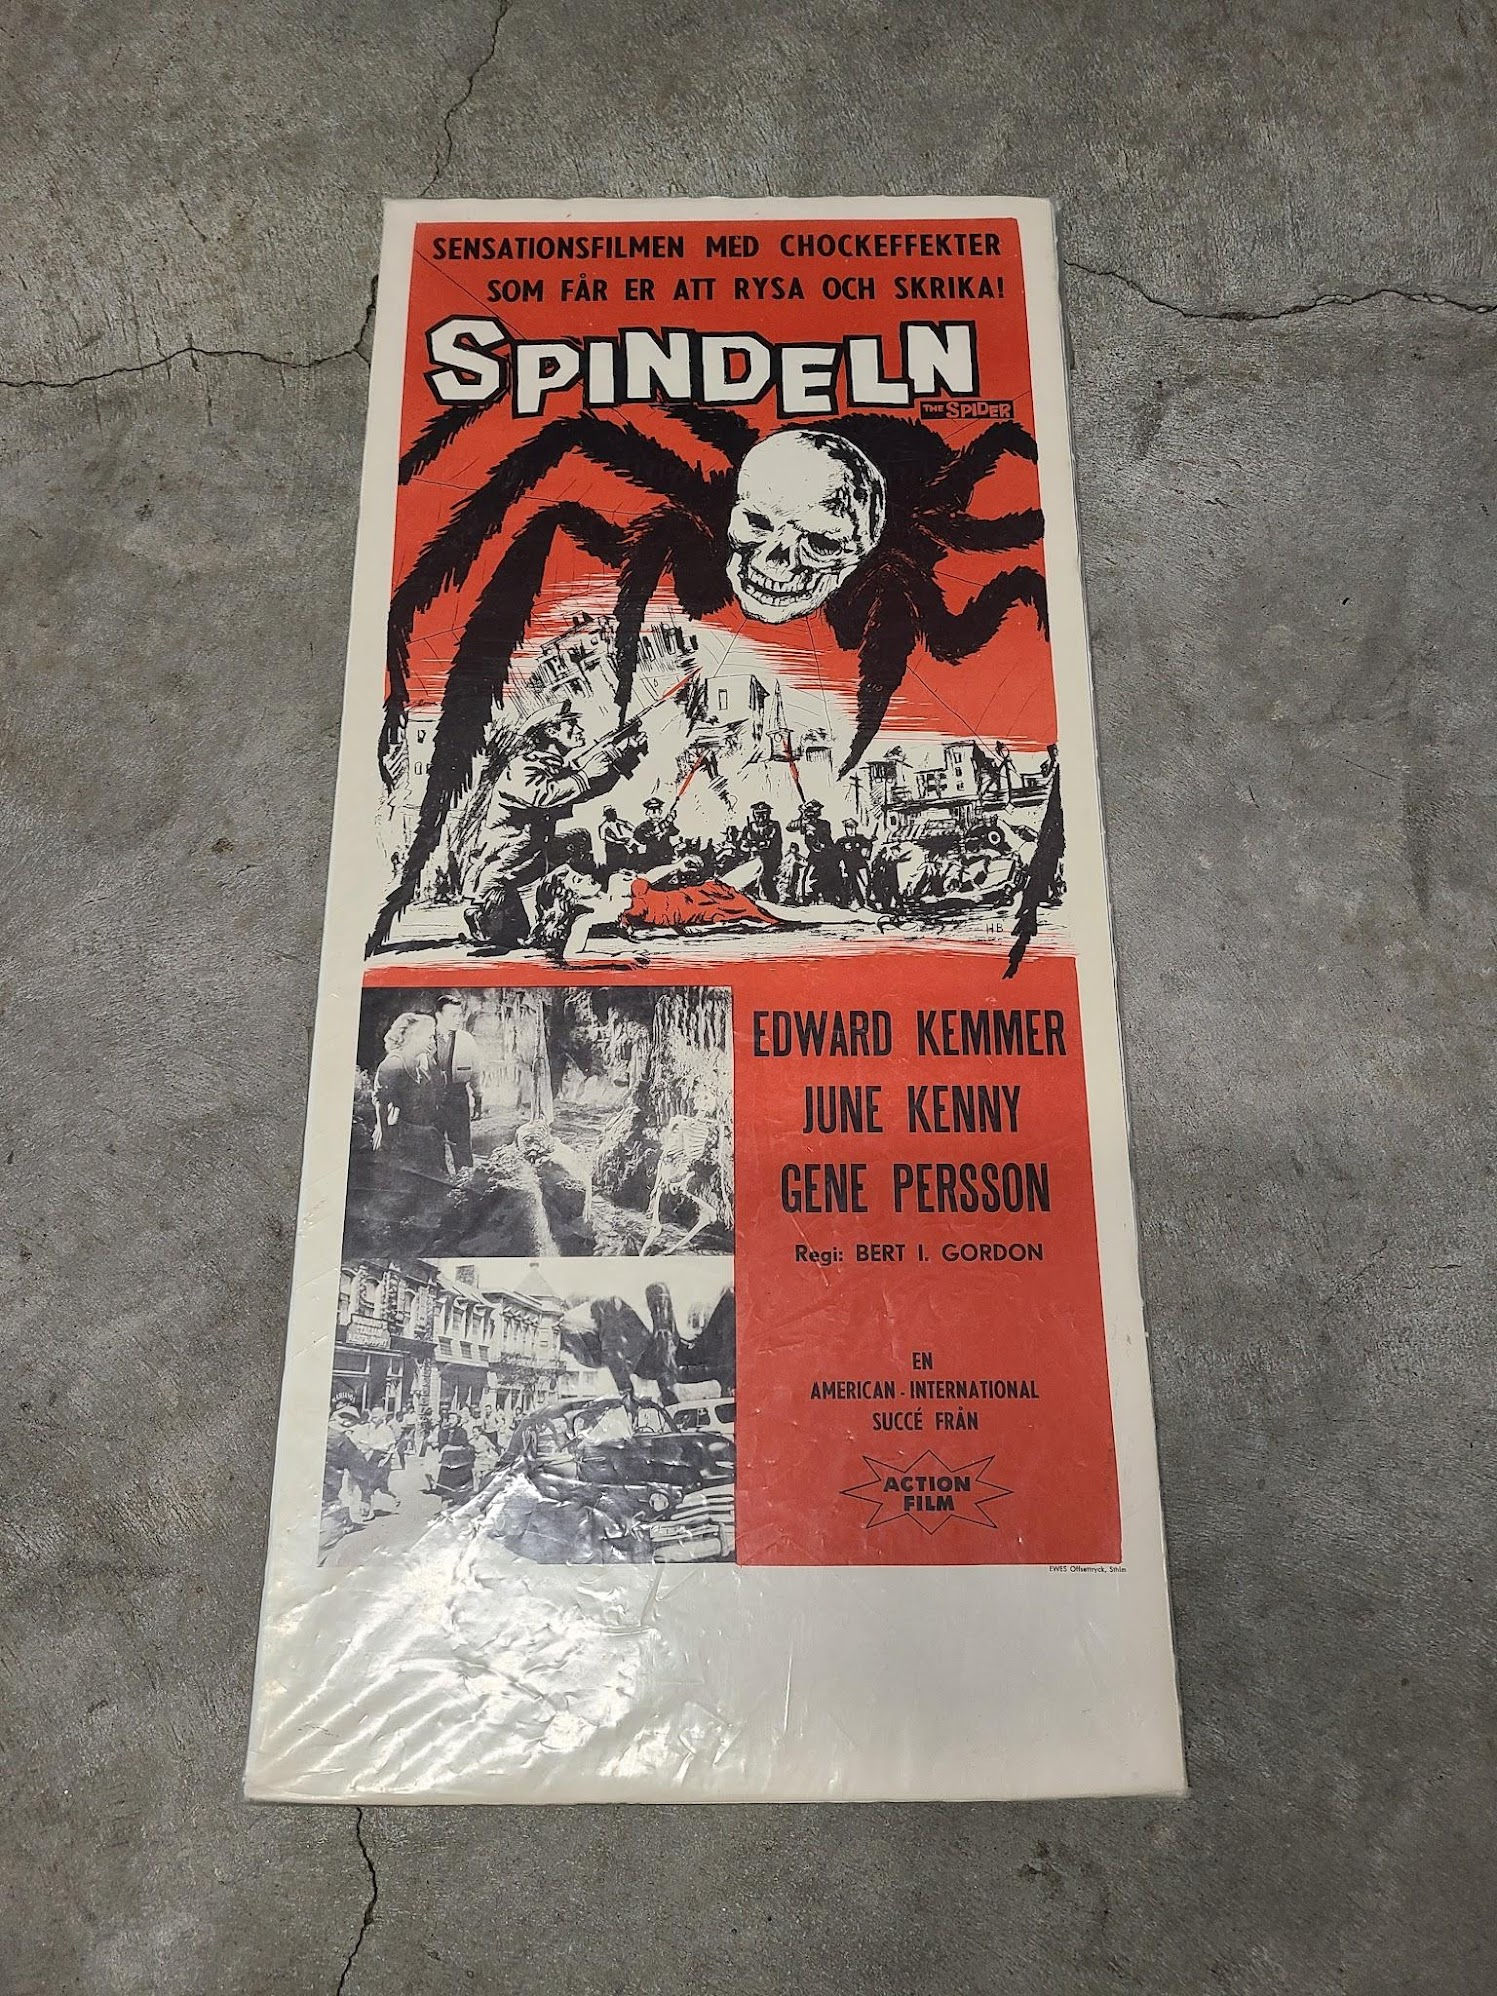 SENSATIONSFILMEN MED CHOCKEFFEKTER
SOM FÅR ER ATT RYSA OCH SKRIKA!
SPINDELN
THE SPIDER
HB
EDWARD KEMMER
JUNE KENNY
GENE PERSSON
Regi: BERT I. GORDON
EN
AMERICAN-INTERNATIONAL
SUCCÉ FRÅN
ACTION
FILM
EWES Offsettryck, Sthlm